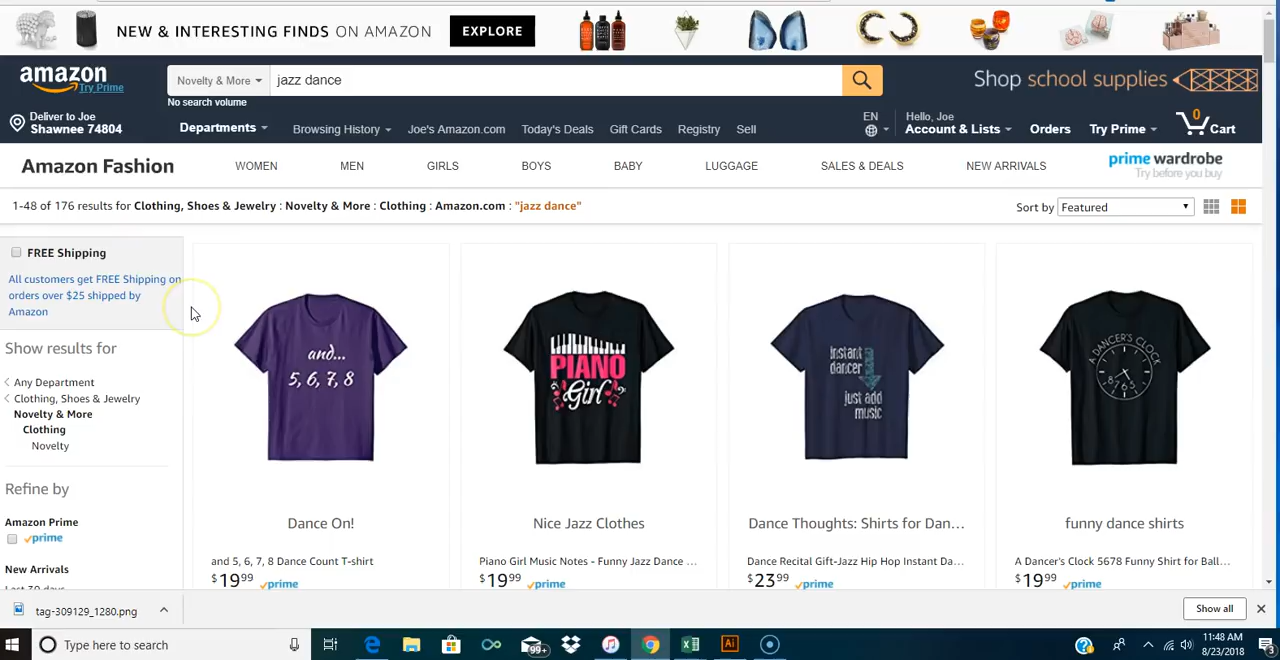 NEW & INTERESTING FINDS ON AMAZON EXPLORE
amazon
Try Prime
Novelty & More jazz dance
No search volume
Shop school supplies
Deliver to Joe
Shawnee 74804
Departments Browsing History Joe's Amazon.com Today's Deals Gift Cards Registry Sell
EN
Hello, Joe
Account & Lists Orders Try Prime 0 Cart
Amazon Fashion WOMEN MEN GIRLS BOYS BABY LUGGAGE SALES & DEALS NEW ARRIVALS
prime wardrobe
Try before you buy
1-48 of 176 results for Clothing, Shoes & Jewelry : Novelty & More : Clothing : Amazon.com : "jazz dance"
Sort by Featured
FREE Shipping
All customers get FREE Shipping on
orders over $25 shipped by
Amazon
Show results for
Any Department
Clothing, Shoes & Jewelry
Novelty & More
Clothing
Novelty
Refine by
Amazon Prime
prime
New Arrivals
Last 30 days
and...
5, 6, 7, 8
Dance On!
and 5, 6, 7, 8 Dance Count T-shirt
$19.99 prime
PIANO
Girl
Nice Jazz Clothes
Piano Girl Music Notes - Funny Jazz Dance ...
$19.99 prime
instant
dancer
just add
music
Dance Thoughts: Shirts for Dan...
Dance Recital Gift-Jazz Hip Hop Instant Da...
$23.99 prime
A DANCER'S CLOCK
8 7 6 5
funny dance shirts
A Dancer's Clock 5678 Funny Shirt for Ball...
$19.99 prime
tag-309129_1280.png
Show all
Type here to search
99+
Ai
11:48 AM
8/23/2018
3